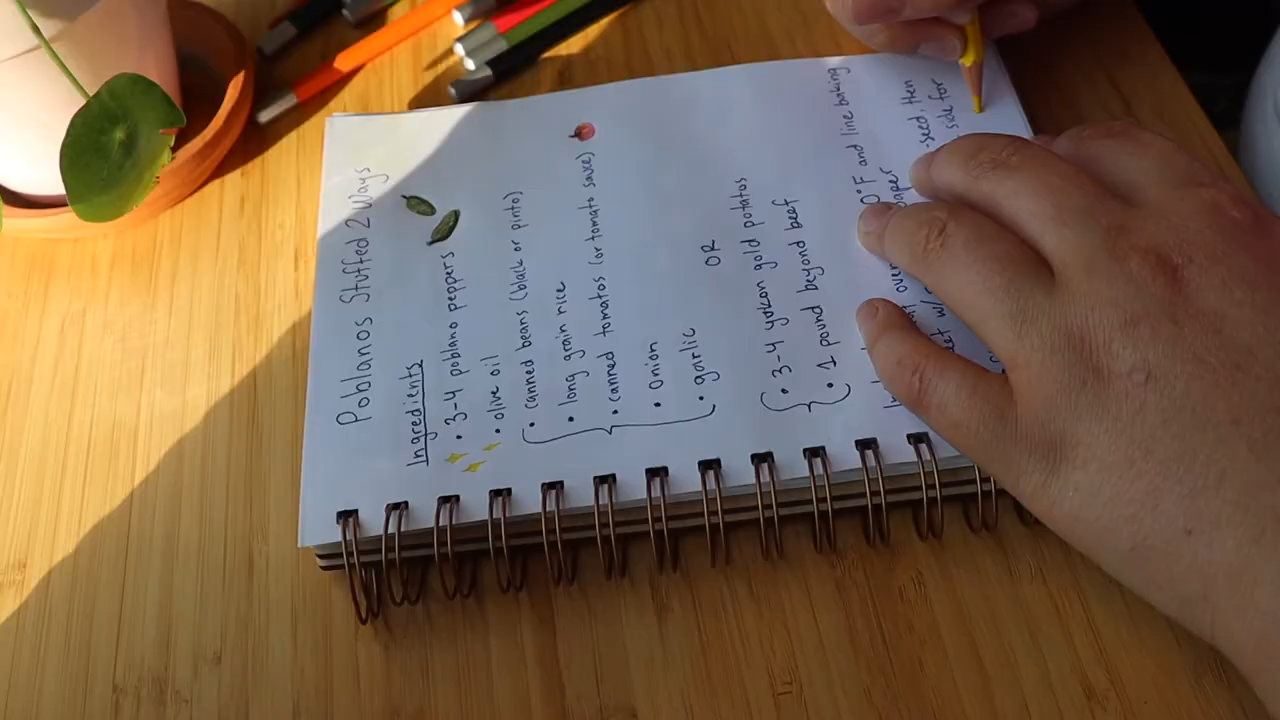 Poblanos Stuffed 2 Ways
Ingredients
• 3-4 poblano peppers
• olive oil
• canned beans (black or pinto)
• long grain rice
• canned tomatoes (or tomato sauce)
• onion
• garlic
OR
• 3-4 yukon gold potatos
• 1 pound beyond beef
0°F and line baking
-seed, then
side for